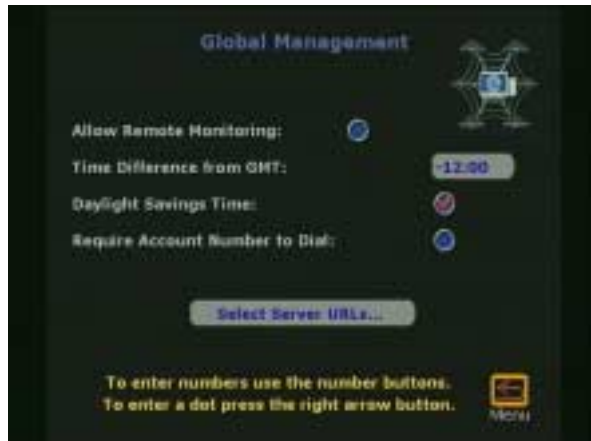 Global Management
Allow Remote Monitoring:
Time Difference from GMT:
-12:00
Daylight Savings Time:
Require Account Number to Dial:
Select Server URLs...
To enter numbers use the number buttons.
To enter a dot press the right arrow button.
Menu